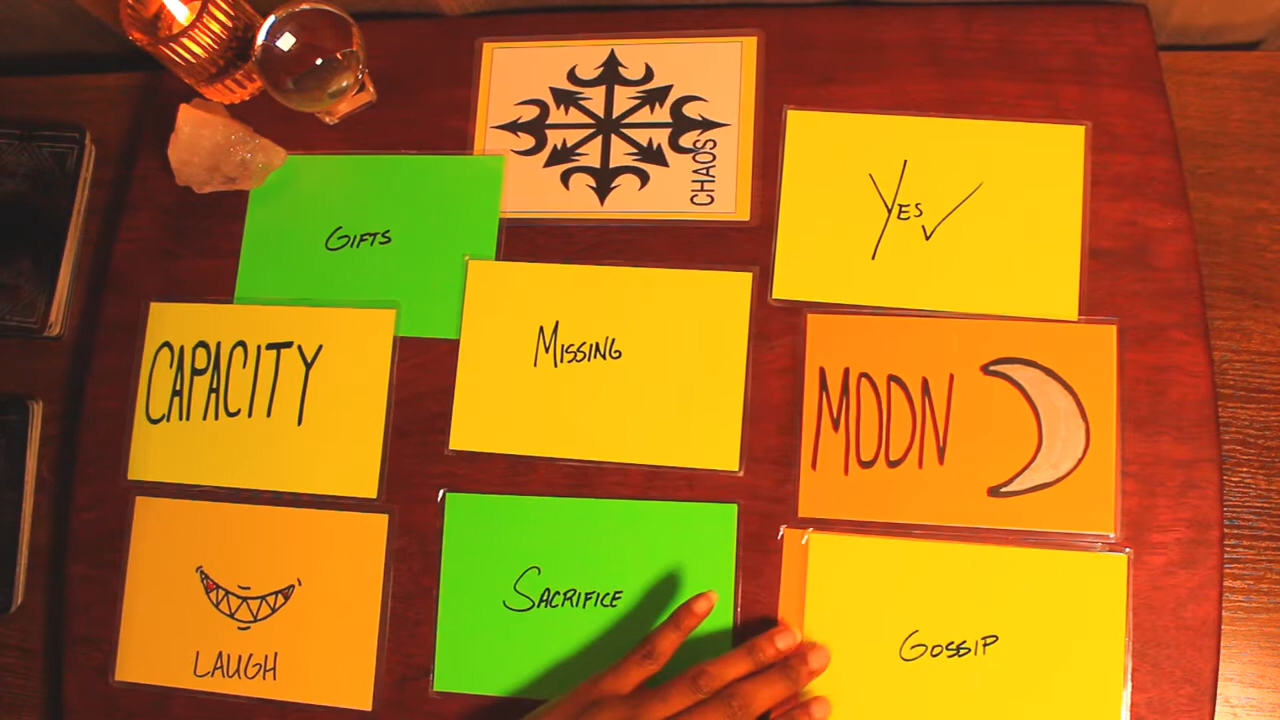 CHAOS
GIFTS
YES ✓
CAPACITY
MISSING
MOON
LAUGH
SACRIFICE
GOSSIP